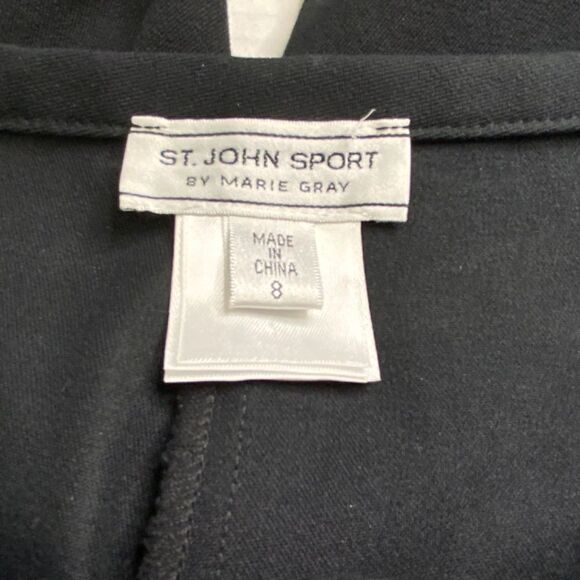 ST. JOHN SPORT
BY MARIE GRAY
MADE
IN
CHINA
8